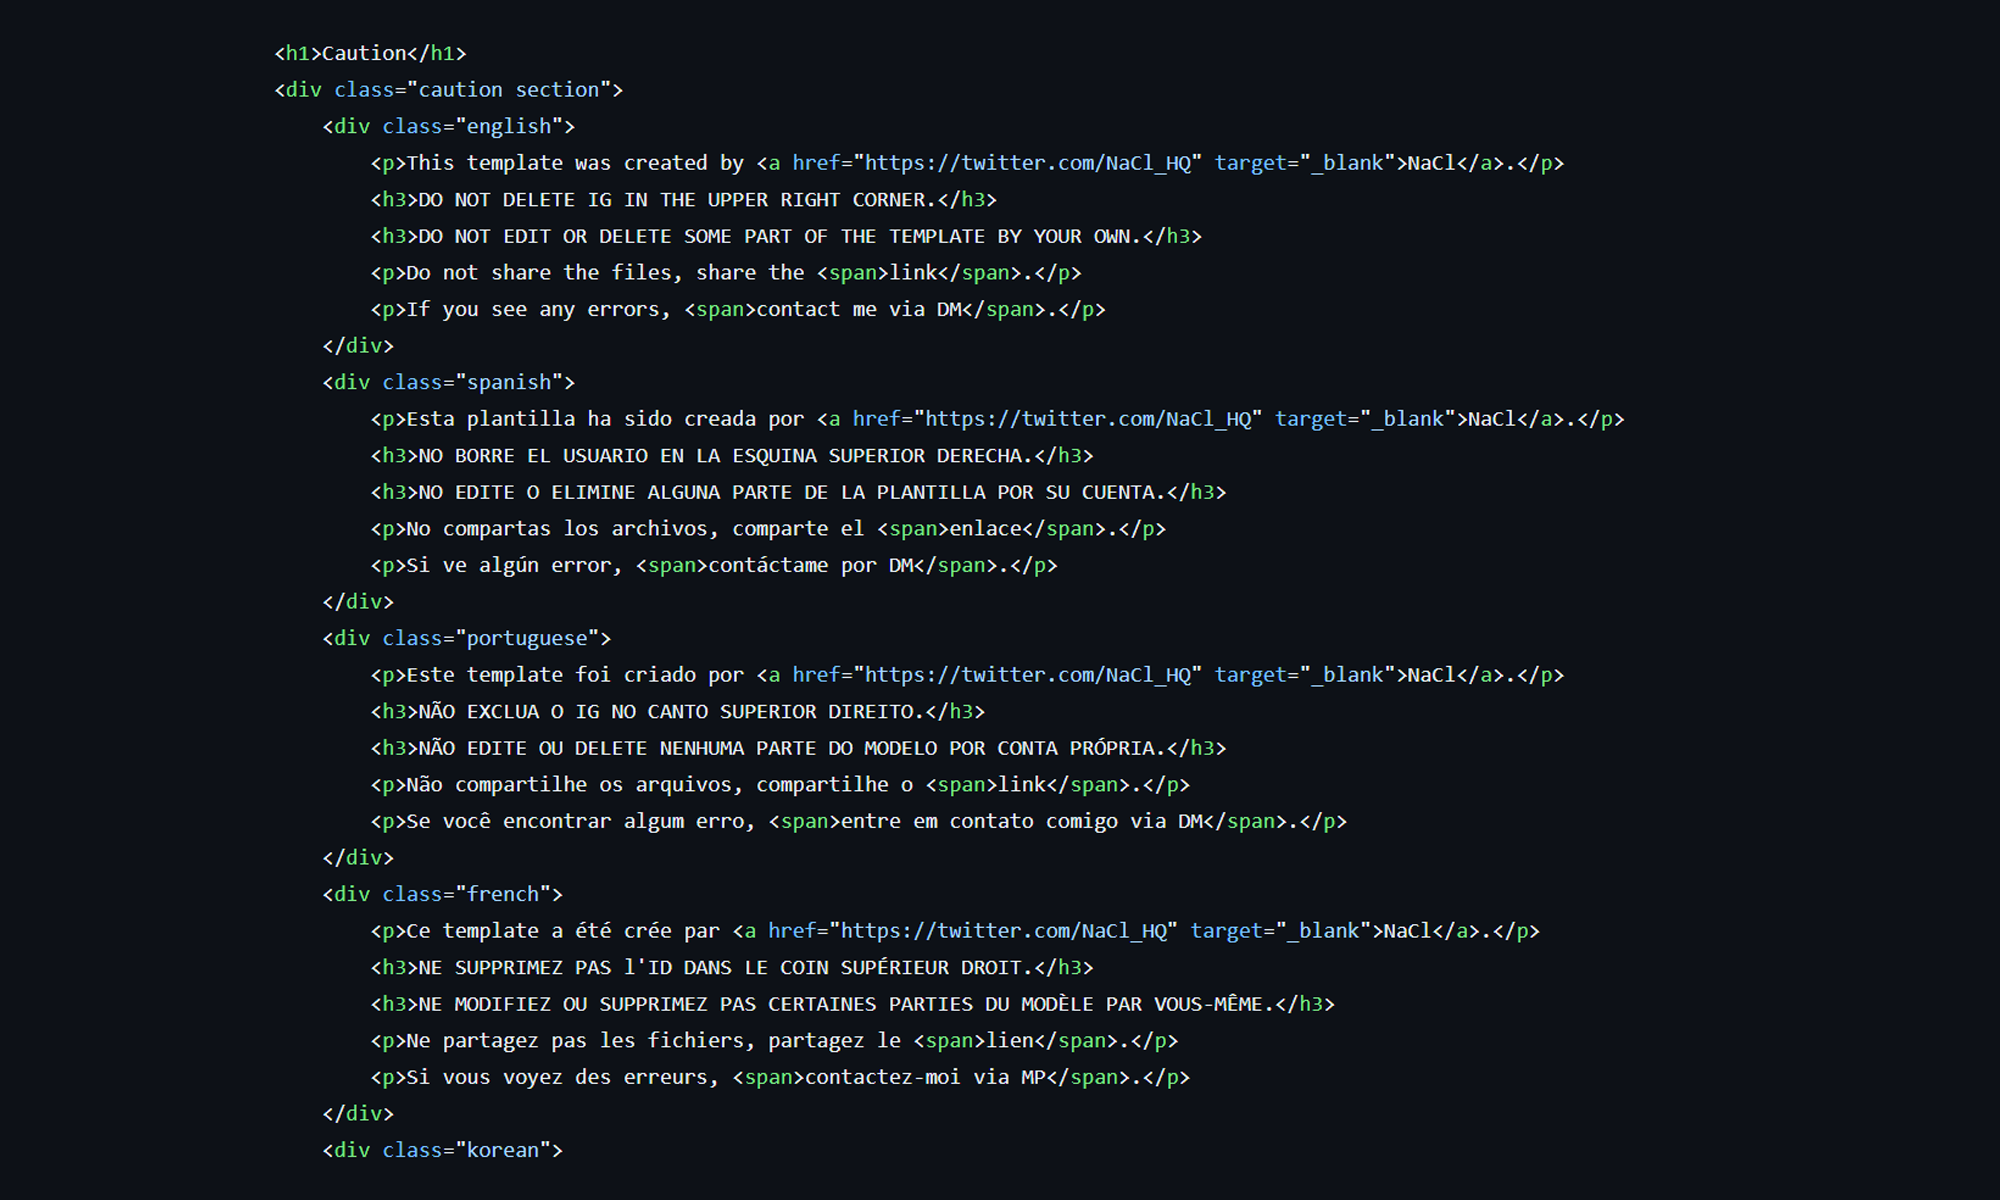 <h1>Caution</h1>
<div class="caution section">
<div class="english">
<p>This template was created by <a href="https://twitter.com/NaCl_HQ" target="_blank">NaCl</a>.</p>
<h3>DO NOT DELETE IG IN THE UPPER RIGHT CORNER.</h3>
<h3>DO NOT EDIT OR DELETE SOME PART OF THE TEMPLATE BY YOUR OWN.</h3>
<p>Do not share the files, share the <span>link</span>.</p>
<p>If you see any errors, <span>contact me via DM</span>.</p>
</div>
<div class="spanish">
<p>Esta plantilla ha sido creada por <a href="https://twitter.com/NaCl_HQ" target="_blank">NaCl</a>.</p>
<h3>NO BORRE EL USUARIO EN LA ESQUINA SUPERIOR DERECHA.</h3>
<h3>NO EDITE O ELIMINE ALGUNA PARTE DE LA PLANTILLA POR SU CUENTA.</h3>
<p>No compartas los archivos, comparte el <span>enlace</span>.</p>
<p>Si ve algún error, <span>contáctame por DM</span>.</p>
</div>
<div class="portuguese">
<p>Este template foi criado por <a href="https://twitter.com/NaCl_HQ" target="_blank">NaCl</a>.</p>
<h3>NÃO EXCLUA O IG NO CANTO SUPERIOR DIREITO.</h3>
<h3>NÃO EDITE OU DELETE NENHUMA PARTE DO MODELO POR CONTA PRÓPRIA.</h3>
<p>Não compartilhe os arquivos, compartilhe o <span>link</span>.</p>
<p>Se você encontrar algum erro, <span>entre em contato comigo via DM</span>.</p>
</div>
<div class="french">
<p>Ce template a été crée par <a href="https://twitter.com/NaCl_HQ" target="_blank">NaCl</a>.</p>
<h3>NE SUPPRIMEZ PAS l'ID DANS LE COIN SUPÉRIEUR DROIT.</h3>
<h3>NE MODIFIEZ OU SUPPRIMEZ PAS CERTAINES PARTIES DU MODÈLE PAR VOUS-MÊME.</h3>
<p>Ne partagez pas les fichiers, partagez le <span>lien</span>.</p>
<p>Si vous voyez des erreurs, <span>contactez-moi via MP</span>.</p>
</div>
<div class="korean">